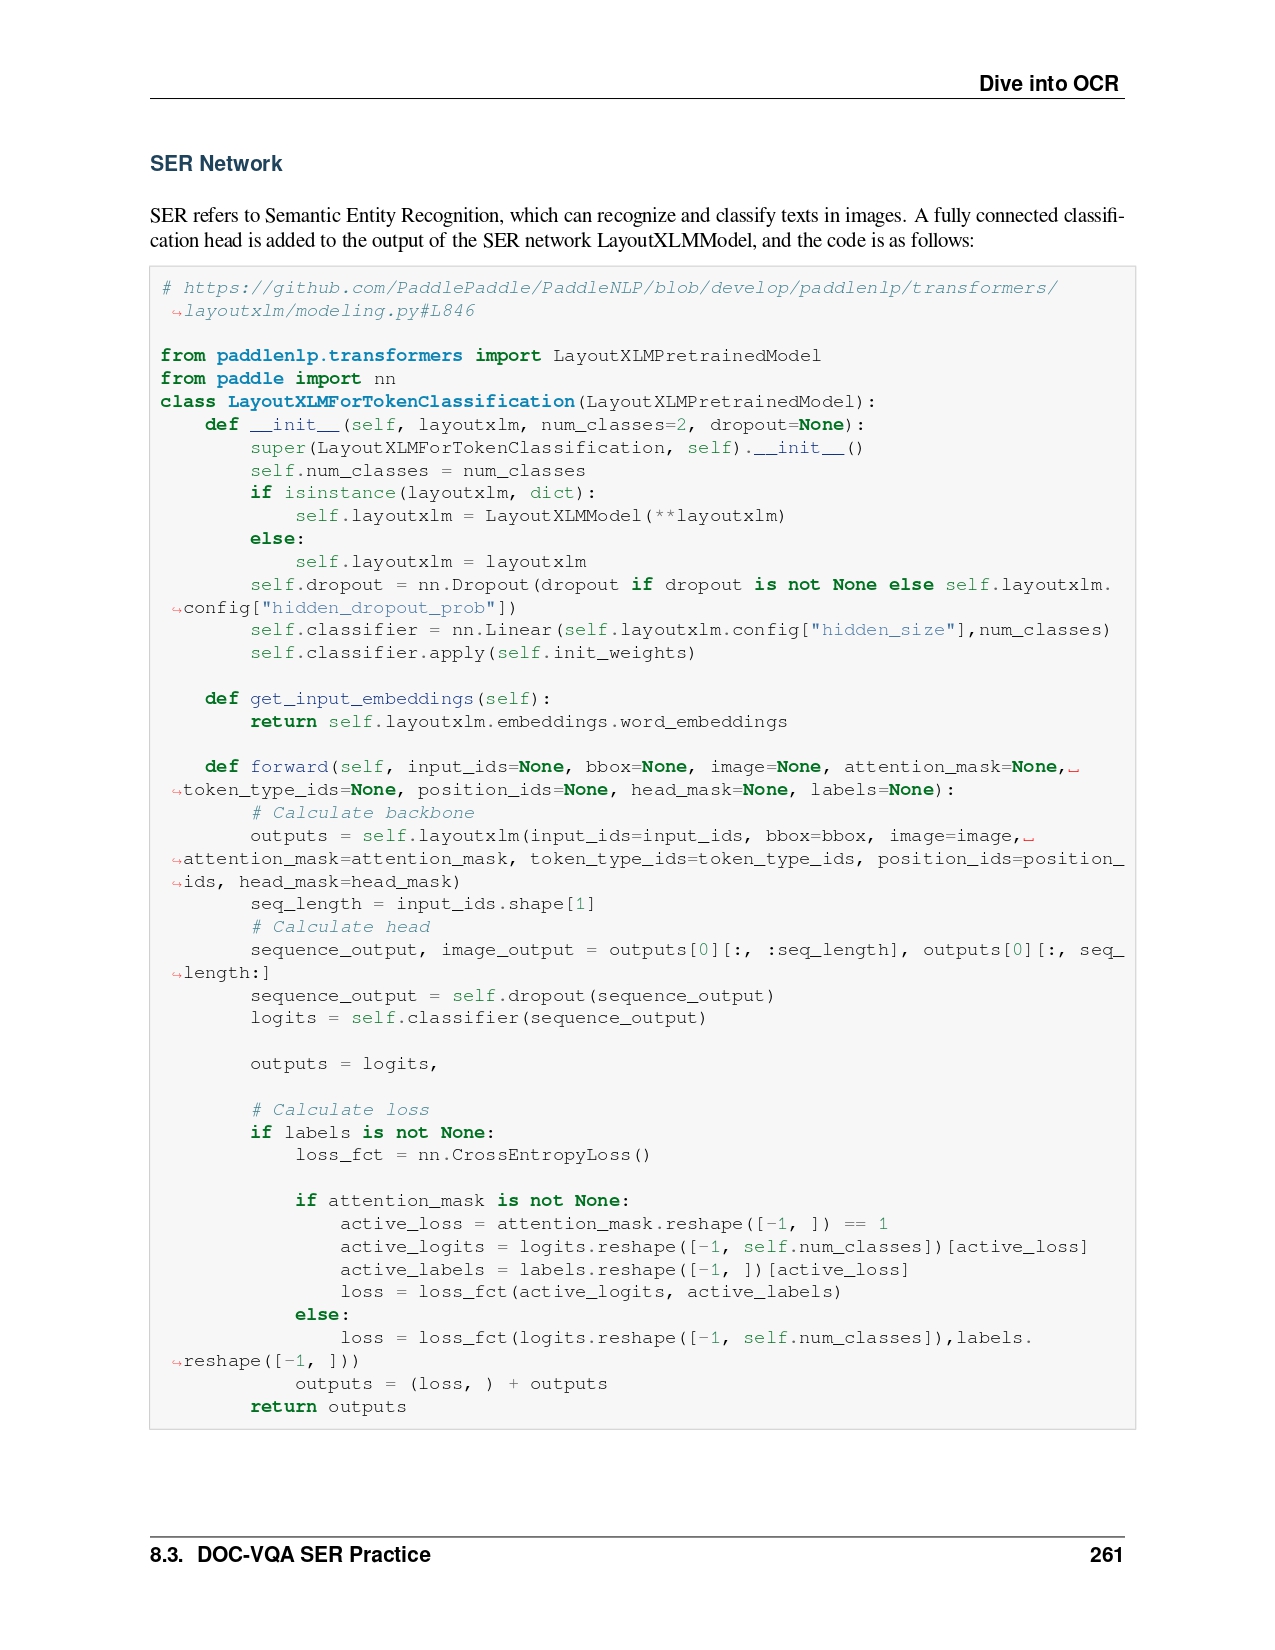 Dive into OCR
SER Network
SER refers to Semantic Entity Recognition, which can recognize and classify texts in images. A fully connected classifi-
cation head is added to the output of the SER network LayoutXLMModel, and the code is as follows:
# https://github.com/PaddlePaddle/PaddleNLP/blob/develop/paddlenlp/transformers/
↪layoutxlm/modeling.py#L846
from paddlenlp.transformers import LayoutXLMPretrainedModel
from paddle import nn
class LayoutXLMForTokenClassification(LayoutXLMPretrainedModel):
    def __init__(self, layoutxlm, num_classes=2, dropout=None):
        super(LayoutXLMForTokenClassification, self).__init__()
        self.num_classes = num_classes
        if isinstance(layoutxlm, dict):
            self.layoutxlm = LayoutXLMModel(**layoutxlm)
        else:
            self.layoutxlm = layoutxlm
        self.dropout = nn.Dropout(dropout if dropout is not None else self.layoutxlm.
↪config["hidden_dropout_prob"])
        self.classifier = nn.Linear(self.layoutxlm.config["hidden_size"],num_classes)
        self.classifier.apply(self.init_weights)
    def get_input_embeddings(self):
        return self.layoutxlm.embeddings.word_embeddings
    def forward(self, input_ids=None, bbox=None, image=None, attention_mask=None,␣
↪token_type_ids=None, position_ids=None, head_mask=None, labels=None):
        # Calculate backbone
        outputs = self.layoutxlm(input_ids=input_ids, bbox=bbox, image=image,␣
↪attention_mask=attention_mask, token_type_ids=token_type_ids, position_ids=position_
↪ids, head_mask=head_mask)
        seq_length = input_ids.shape[1]
        # Calculate head
        sequence_output, image_output = outputs[0][:, :seq_length], outputs[0][:, seq_
↪length:]
        sequence_output = self.dropout(sequence_output)
        logits = self.classifier(sequence_output)
        outputs = logits,
        # Calculate loss
        if labels is not None:
            loss_fct = nn.CrossEntropyLoss()
            if attention_mask is not None:
                active_loss = attention_mask.reshape([-1, ]) == 1
                active_logits = logits.reshape([-1, self.num_classes])[active_loss]
                active_labels = labels.reshape([-1, ])[active_loss]
                loss = loss_fct(active_logits, active_labels)
            else:
                loss = loss_fct(logits.reshape([-1, self.num_classes]),labels.
↪reshape([-1, ]))
            outputs = (loss, ) + outputs
        return outputs
8.3. DOC-VQA SER Practice 261